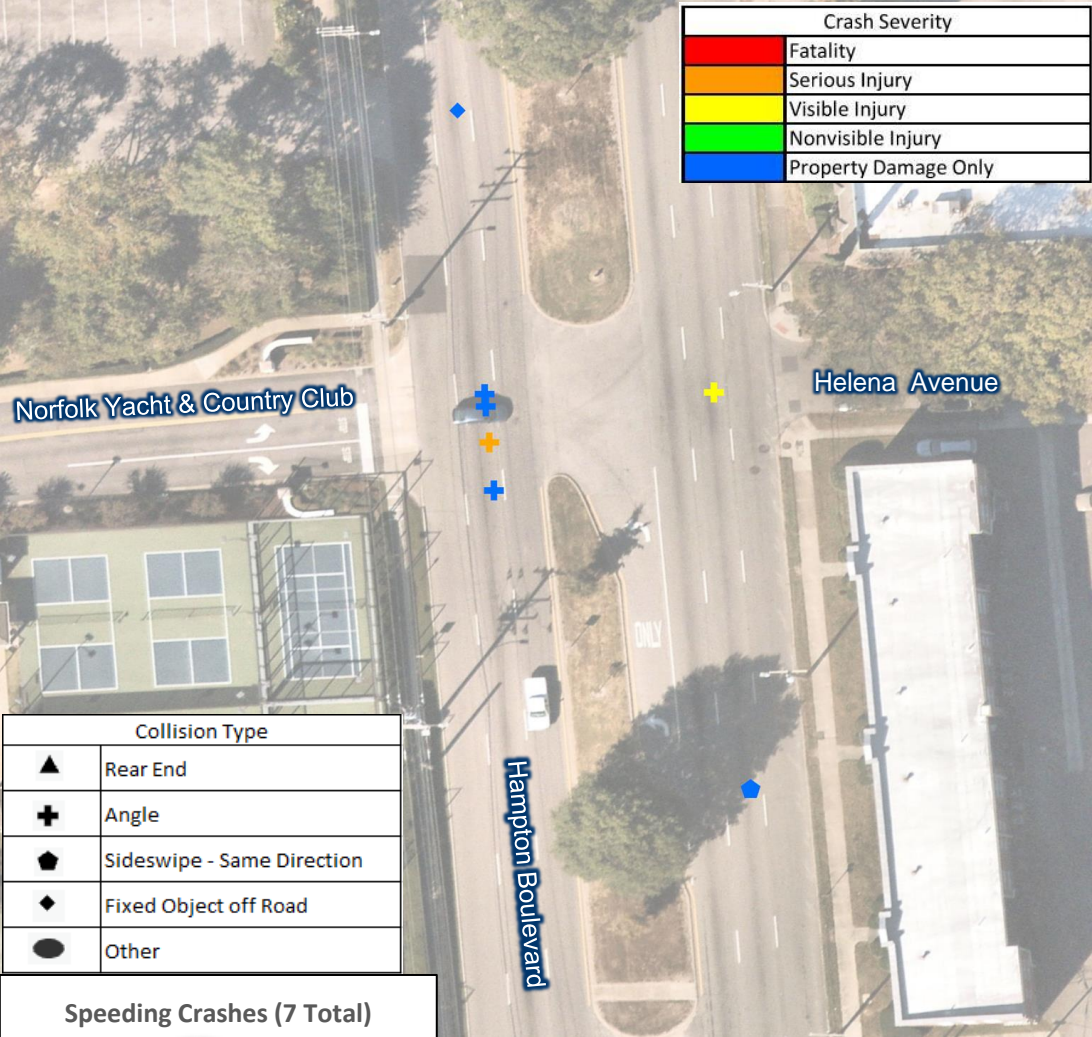 Crash Severity
Fatality
Serious Injury
Visible Injury
Nonvisible Injury
Property Damage Only
Norfolk Yacht & Country Club
Helena Avenue
ONLY
Hampton Boulevard
Collision Type
Rear End
Angle
Sideswipe - Same Direction
Fixed Object off Road
Other
Speeding Crashes (7 Total)